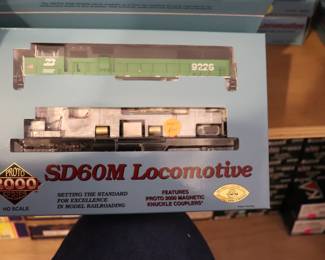 9226
SD60M Locomotive
PROTO
2000
SERIES
HO SCALE
SETTING THE STANDARD
FOR EXCELLENCE
IN MODEL RAILROADING
FEATURES
PROTO 2000 MAGNETIC
KNUCKLE COUPLERS*